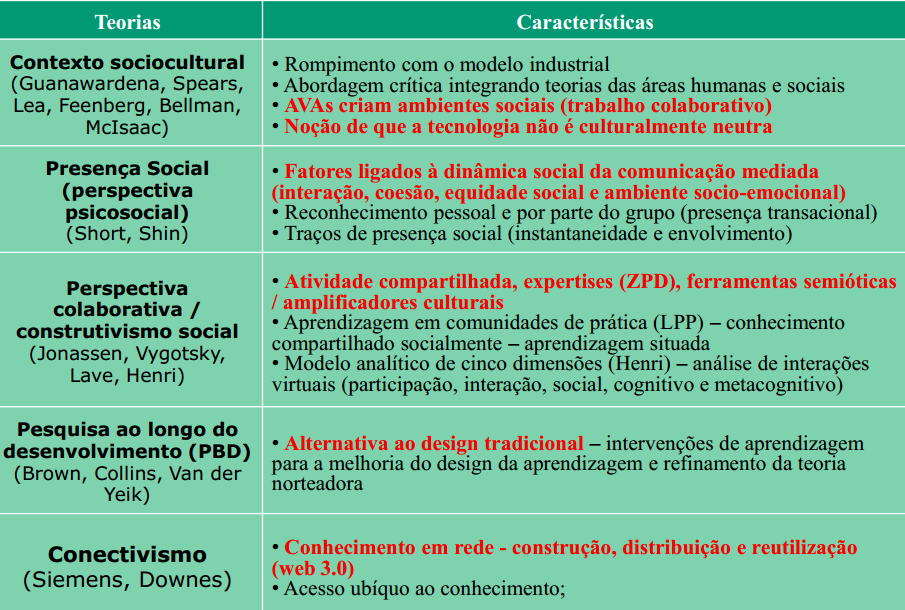 Teorias
Características
Contexto sociocultural
(Guanawardena, Spears,
Lea, Feenberg, Bellman,
McIsaac)
• Rompimento com o modelo industrial
• Abordagem crítica integrando teorias das áreas humanas e sociais
• AVAs criam ambientes sociais (trabalho colaborativo)
• Noção de que a tecnologia não é culturalmente neutra
Presença Social
(perspectiva
psicosocial)
(Short, Shin)
• Fatores ligados à dinâmica social da comunicação mediada
(interação, coesão, equidade social e ambiente socio-emocional)
• Reconhecimento pessoal e por parte do grupo (presença transacional)
• Traços de presença social (instantaneidade e envolvimento)
Perspectiva
colaborativa /
construtivismo social
(Jonassen, Vygotsky,
Lave, Henri)
• Atividade compartilhada, expertises (ZPD), ferramentas semióticas
/ amplificadores culturais
• Aprendizagem em comunidades de prática (LPP) – conhecimento
compartilhado socialmente – aprendizagem situada
• Modelo analítico de cinco dimensões (Henri) – análise de interações
virtuais (participação, interação, social, cognitivo e metacognitivo)
Pesquisa ao longo do
desenvolvimento (PBD)
(Brown, Collins, Van der
Yeik)
• Alternativa ao design tradicional – intervenções de aprendizagem
para a melhoria do design da aprendizagem e refinamento da teoria
norteadora
Conectivismo
(Siemens, Downes)
• Conhecimento em rede - construção, distribuição e reutilização
(web 3.0)
• Acesso ubíquo ao conhecimento;